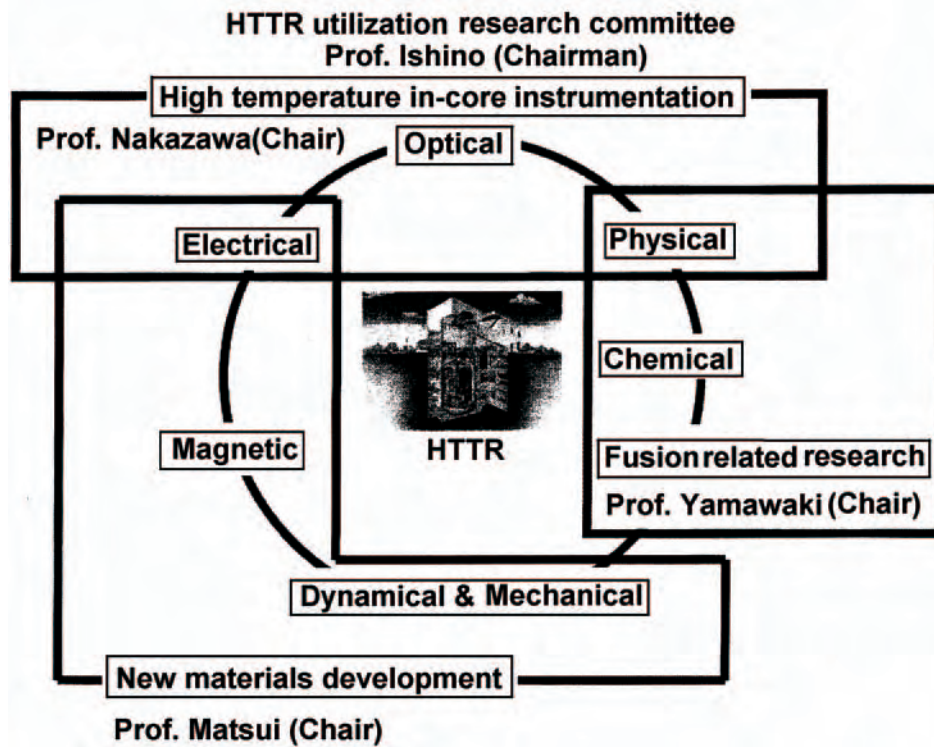 HTTR utilization research committee
Prof. Ishino (Chairman)
High temperature in-core instrumentation
Prof. Nakazawa(Chair)
Optical
Electrical
Physical
Chemical
Magnetic
HTTR
Fusion related research
Prof. Yamawaki (Chair)
Dynamical & Mechanical
New materials development
Prof. Matsui (Chair)